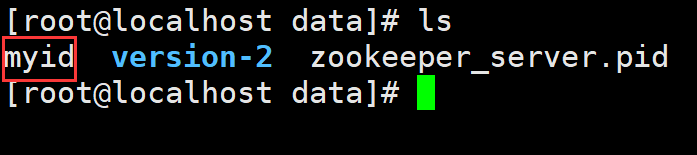 [root@localhost data]# ls
myid version-2 zookeeper_server.pid
[root@localhost data]#